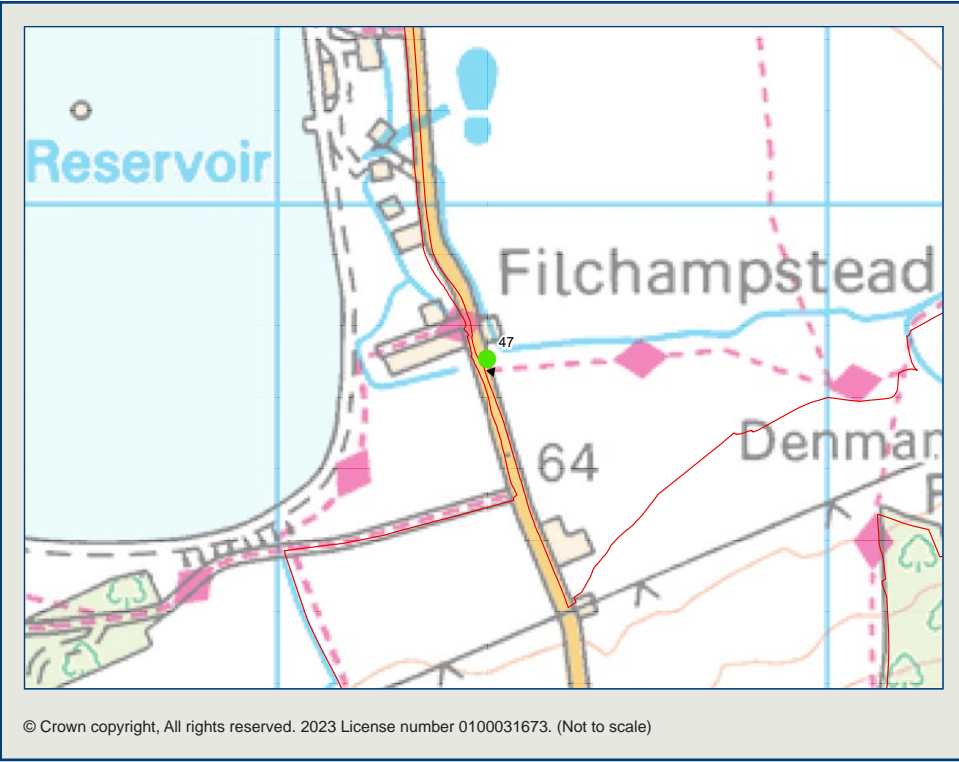 Reservoir
Filchampstead
47
64
Denman
© Crown copyright, All rights reserved. 2023 License number 0100031673. (Not to scale)